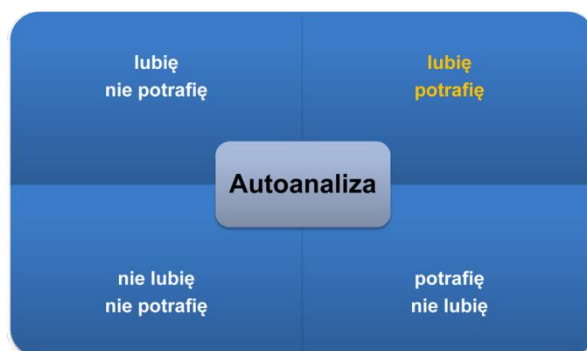 lubię
nie potrafię
lubię
potrafię
Autoanaliza
nie lubię
nie potrafię
potrafię
nie lubię